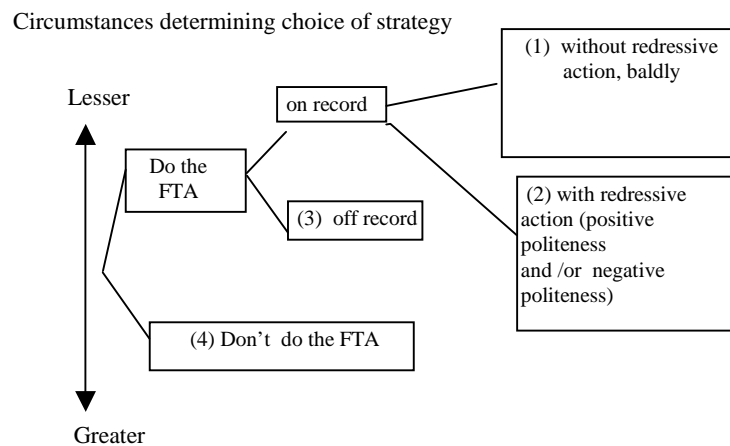 Circumstances determining choice of strategy
(1) without redressive
action, baldly
Lesser
on record
Do the
FTA
(2) with redressive
action (positive
politeness
and /or negative
politeness)
(3) off record
(4) Don't do the FTA
Greater